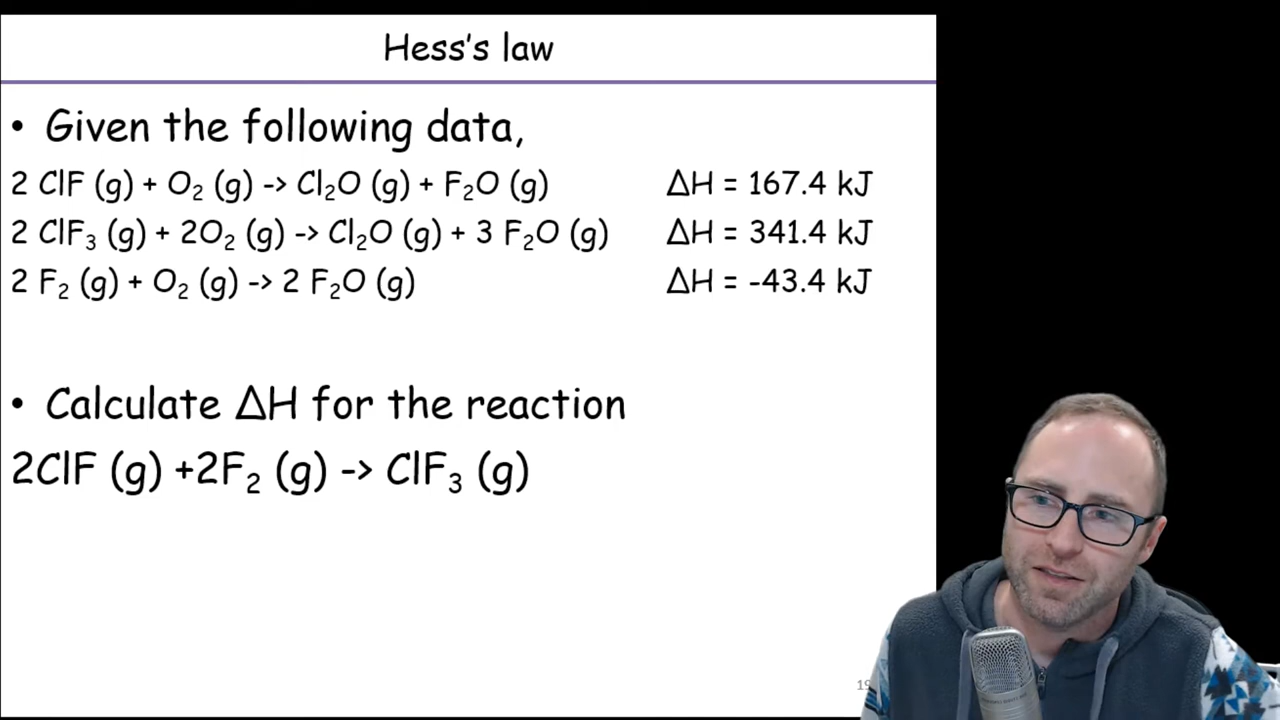 Hess's law
• Given the following data,
2 ClF (g) + O₂ (g) -> Cl₂O (g) + F₂O (g) ΔH = 167.4 kJ
2 ClF₃ (g) + 2O₂ (g) -> Cl₂O (g) + 3 F₂O (g) ΔH = 341.4 kJ
2 F₂ (g) + O₂ (g) -> 2 F₂O (g) ΔH = -43.4 kJ
• Calculate ΔH for the reaction
2ClF (g) +2F₂ (g) -> ClF₃ (g)